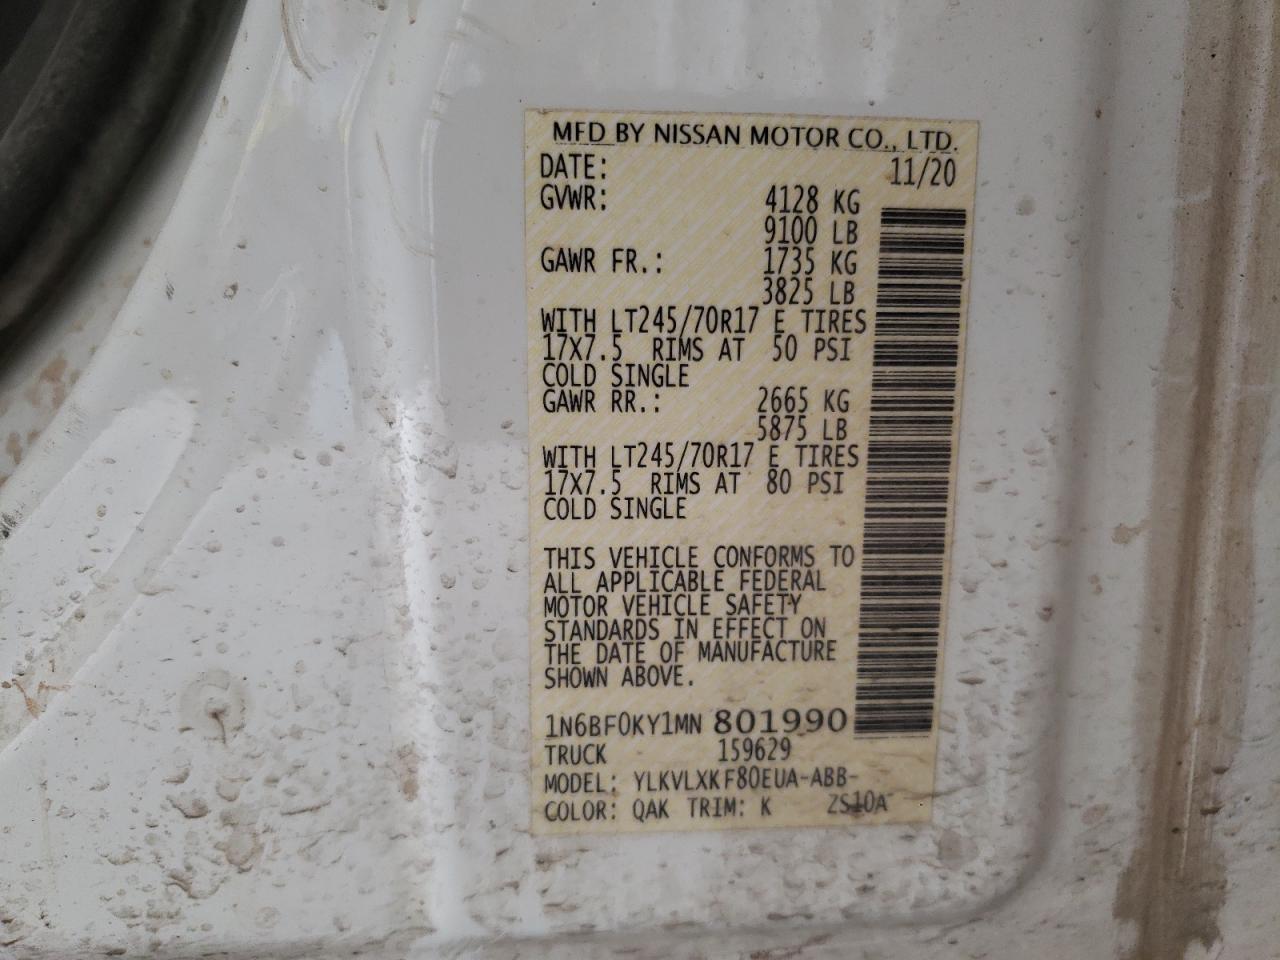 MFD BY NISSAN MOTOR CO., LTD.
DATE: 11/20
GVWR: 4128 KG
9100 LB
GAWR FR.: 1735 KG
3825 LB
WITH LT245/70R17 E TIRES
17X7.5 RIMS AT 50 PSI
COLD SINGLE
GAWR RR.: 2665 KG
5875 LB
WITH LT245/70R17 E TIRES
17X7.5 RIMS AT 80 PSI
COLD SINGLE
THIS VEHICLE CONFORMS TO
ALL APPLICABLE FEDERAL
MOTOR VEHICLE SAFETY
STANDARDS IN EFFECT ON
THE DATE OF MANUFACTURE
SHOWN ABOVE.
1N6BF0KY1MN 801990
TRUCK 159629
MODEL: YLKVLXKF80EUA-ABB-
COLOR: QAK TRIM: K ZS10A